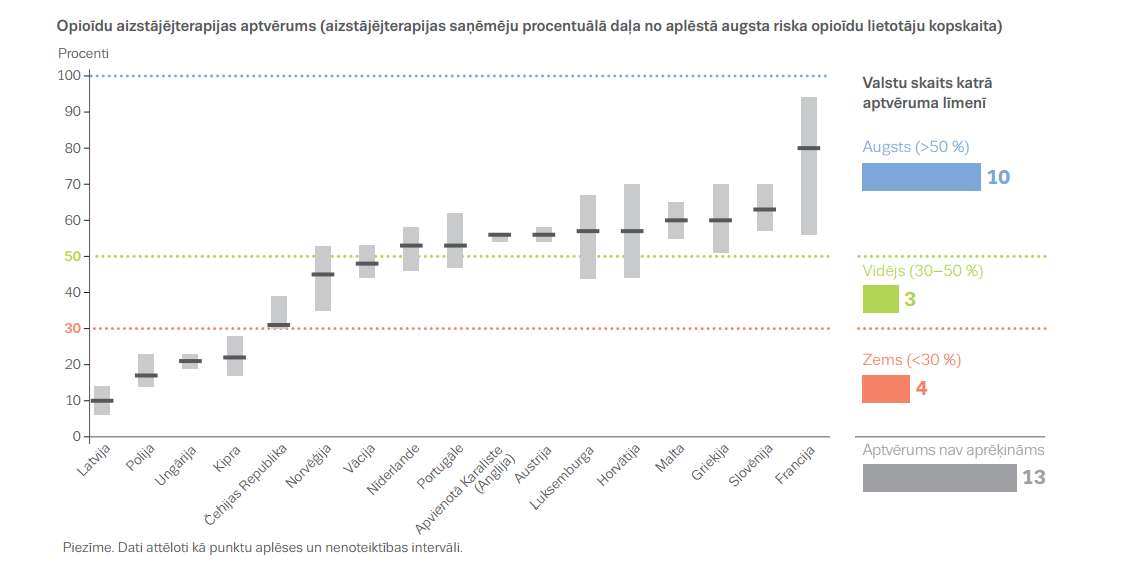 Opioīdu aizstājējterapijas aptvērums (aizstājējterapijas saņēmēju procentuālā daļa no aplēstā augsta riska opioīdu lietotāju kopskaita)
Procenti
100
90
80
70
60
50
40
30
20
10
0
Latvija
Polija
Ungārija
Kipra
Čehijas Republika
Norvēģija
Vācija
Nīderlande
Portugāle
Apvienotā Karaliste
(Anglija)
Austrija
Luksemburga
Horvātija
Malta
Grieķija
Slovēnija
Francija
Valstu skaits katrā
aptvēruma līmenī
Augsts (>50 %)
10
Vidējs (30–50 %)
3
Zems (<30 %)
4
Aptvērums nav aprēķināms
13
Piezīme. Dati attēloti kā punktu aplēses un nenoteiktības intervāli.